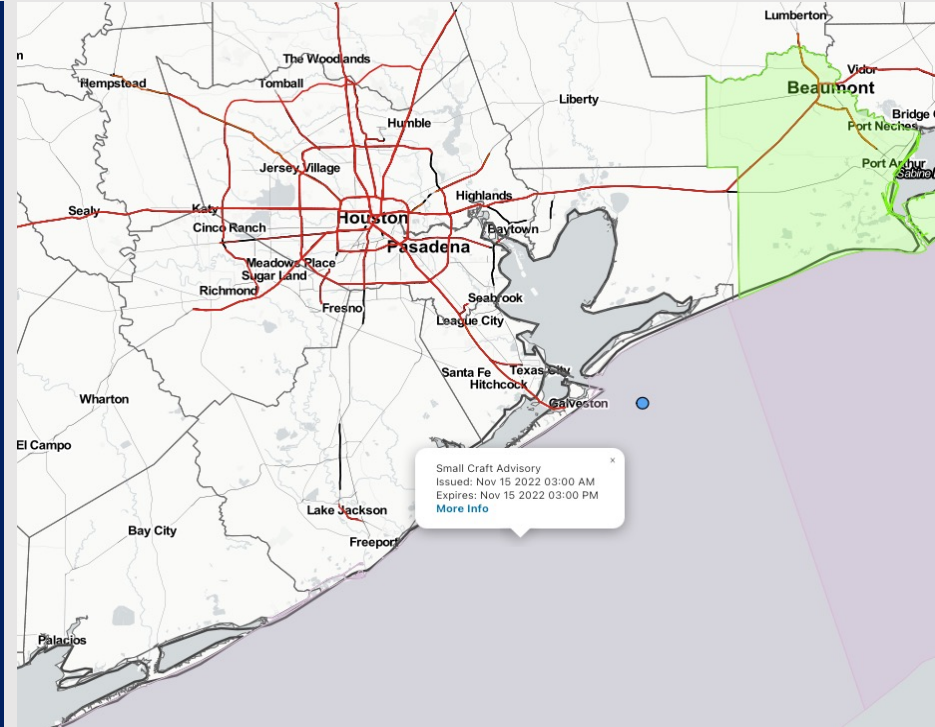 Lumberton
The Woodlands
Vidor
Hempstead
Tomball
Beaumont
Liberty
Bridge
Humble
Port Neches
Port Arthur
Jersey Village
Sabine
Highlands
Sealy
Katy
Houston
Cinco Ranch
Baytown
Pasadena
Meadows Place
Sugar Land
Richmond
Seabrook
Fresno
League City
Santa Fe
Texas City
Hitchcock
Wharton
Galveston
El Campo
Small Craft Advisory
×
Issued: Nov 15 2022 03:00 AM
Expires: Nov 15 2022 03:00 PM
More Info
Lake Jackson
Bay City
Freeport
Palacios